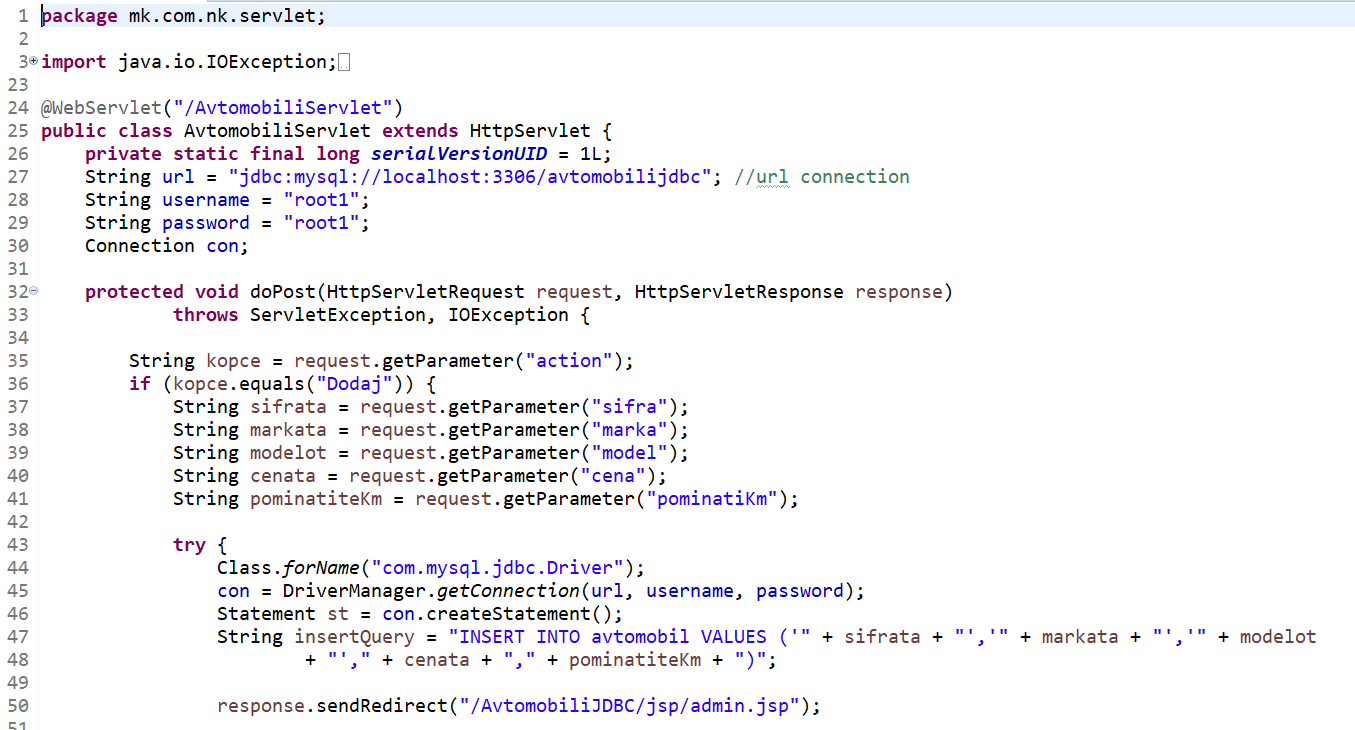 1 package mk.com.nk.servlet;
2
3 import java.io.IOException;
23
24 @WebServlet("/AvtomobiliServlet")
25 public class AvtomobiliServlet extends HttpServlet {
26     private static final long serialVersionUID = 1L;
27     String url = "jdbc:mysql://localhost:3306/avtomobilijdbc"; //url connection
28     String username = "root1";
29     String password = "root1";
30     Connection con;
31
32     protected void doPost(HttpServletRequest request, HttpServletResponse response)
33             throws ServletException, IOException {
34
35         String kopce = request.getParameter("action");
36         if (kopce.equals("Dodaj")) {
37             String sifrata = request.getParameter("sifra");
38             String markata = request.getParameter("marka");
39             String modelot = request.getParameter("model");
40             String cenata = request.getParameter("cena");
41             String pominatiteKm = request.getParameter("pominatiKm");
42
43             try {
44                 Class.forName("com.mysql.jdbc.Driver");
45                 con = DriverManager.getConnection(url, username, password);
46                 Statement st = con.createStatement();
47                 String insertQuery = "INSERT INTO avtomobil VALUES ('" + sifrata + "','" + markata + "','" + modelot
48                         + "'," + cenata + "," + pominatiteKm + ")";
49
50                 response.sendRedirect("/AvtomobiliJDBC/jsp/admin.jsp");
51